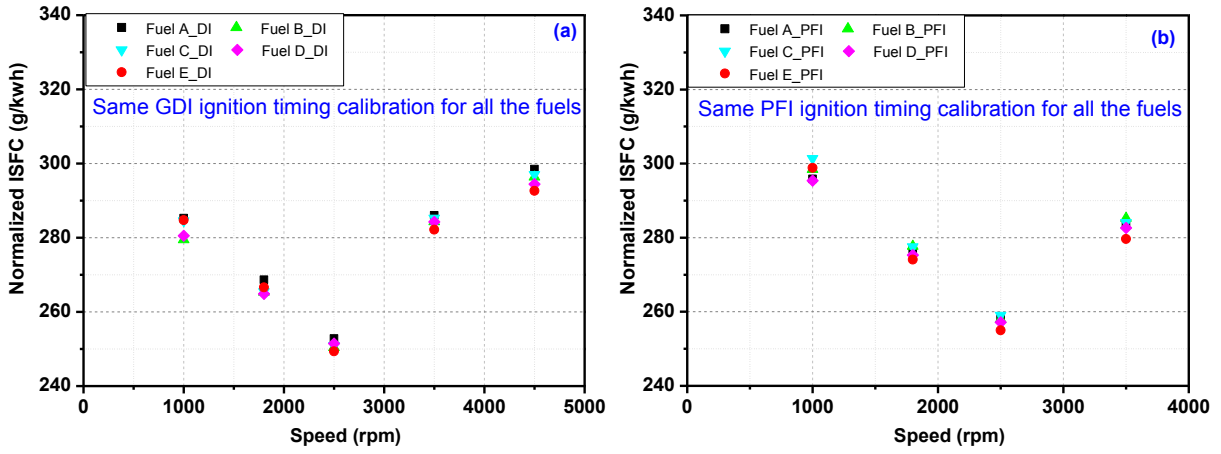 (a)
Fuel A_DI
Fuel B_DI
Fuel C_DI
Fuel D_DI
Fuel E_DI
Same GDI ignition timing calibration for all the fuels
Normalized ISFC (g/kwh)
340
320
300
280
260
240
0
1000
2000
3000
4000
5000
Speed (rpm)
(b)
Fuel A_PFI
Fuel B_PFI
Fuel C_PFI
Fuel D_PFI
Fuel E_PFI
Same PFI ignition timing calibration for all the fuels
Normalized ISFC (g/kwh)
340
320
300
280
260
240
0
1000
2000
3000
4000
Speed (rpm)